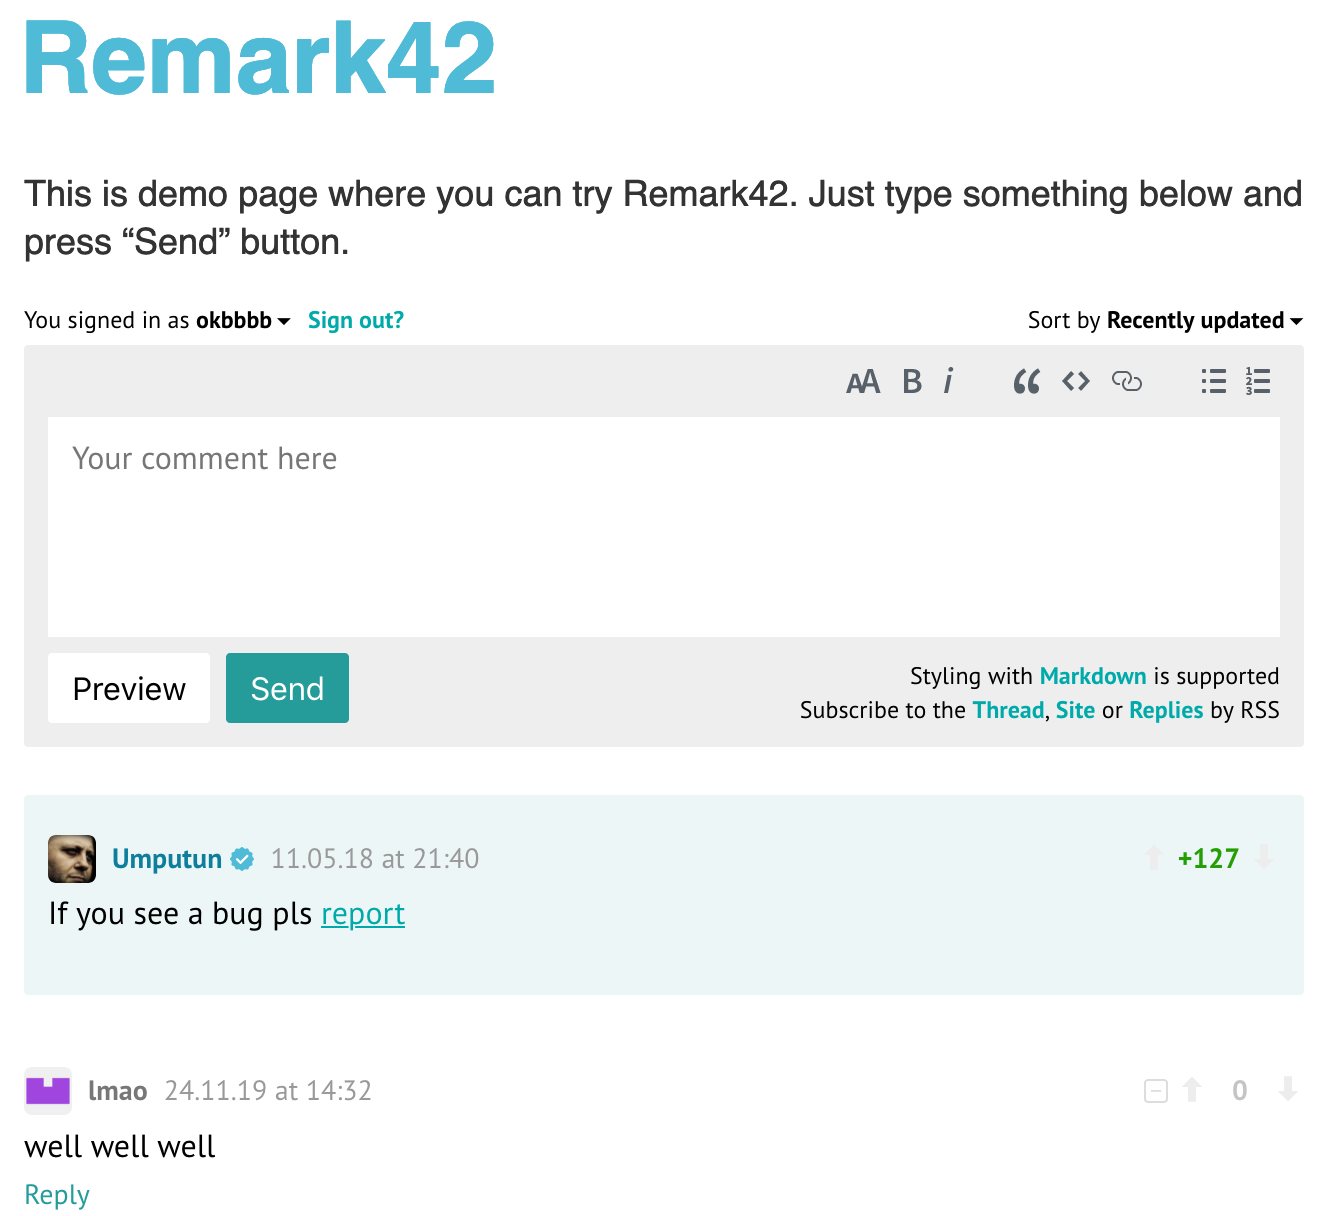 Remark42
This is demo page where you can try Remark42. Just type something below and
press “Send” button.
You signed in as okbbbb Sign out? Sort by Recently updated
AA B i “ <>
Your comment here
Preview Send
Styling with Markdown is supported
Subscribe to the Thread, Site or Replies by RSS
Umputun 11.05.18 at 21:40 +127
If you see a bug pls report
lmao 24.11.19 at 14:32 0
well well well
Reply